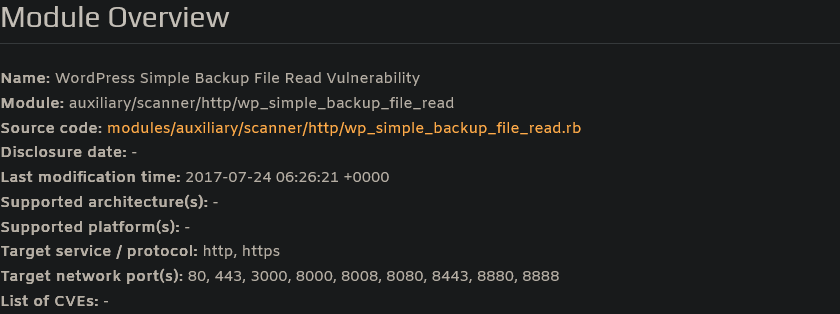 Module Overview
Name: WordPress Simple Backup File Read Vulnerability
Module: auxiliary/scanner/http/wp_simple_backup_file_read
Source code: modules/auxiliary/scanner/http/wp_simple_backup_file_read.rb
Disclosure date: -
Last modification time: 2017-07-24 06:26:21 +0000
Supported architecture(s): -
Supported platform(s): -
Target service / protocol: http, https
Target network port(s): 80, 443, 3000, 8000, 8008, 8080, 8443, 8880, 8888
List of CVEs: -